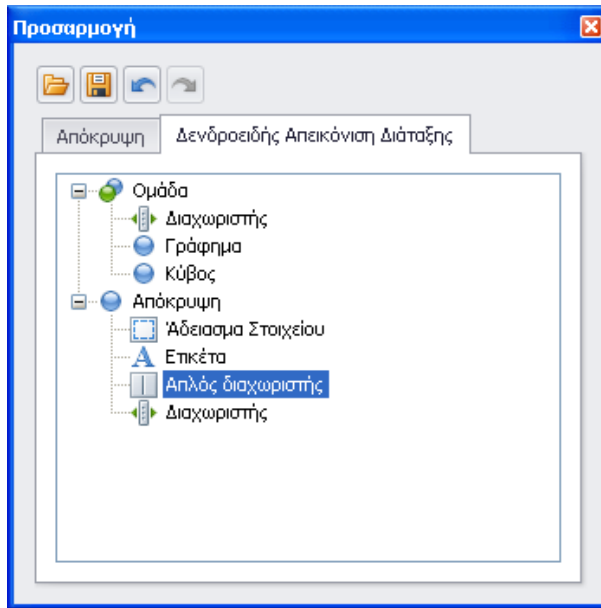 Προσαρμογή
Απόκρυψη Δενδροειδής Απεικόνιση Διάταξης
Ομάδα
Διαχωριστής
Γράφημα
Κύβος
Απόκρυψη
Άδειασμα Στοιχείου
Ετικέτα
Απλός διαχωριστής
Διαχωριστής